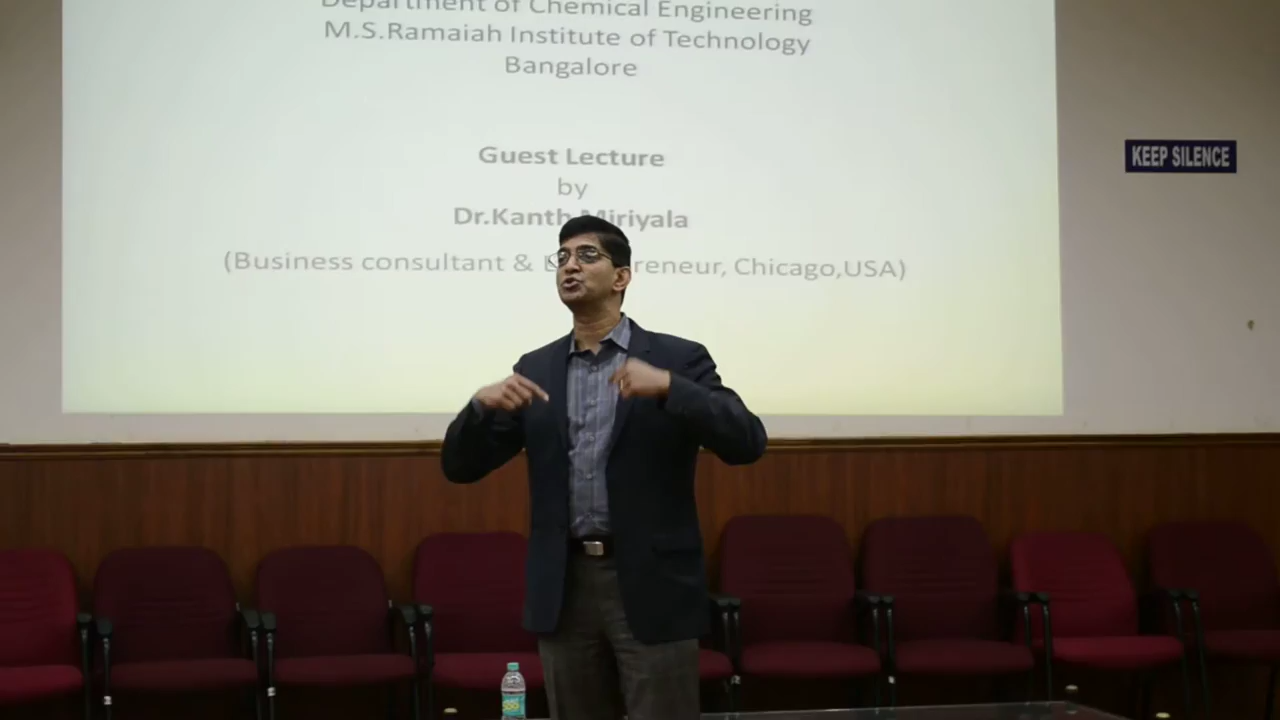 Department of Chemical Engineering
M.S.Ramaiah Institute of Technology
Bangalore
Guest Lecture
by
Dr.Kanth Miriyala
(Business consultant & reneur, Chicago,USA)
KEEP SILENCE